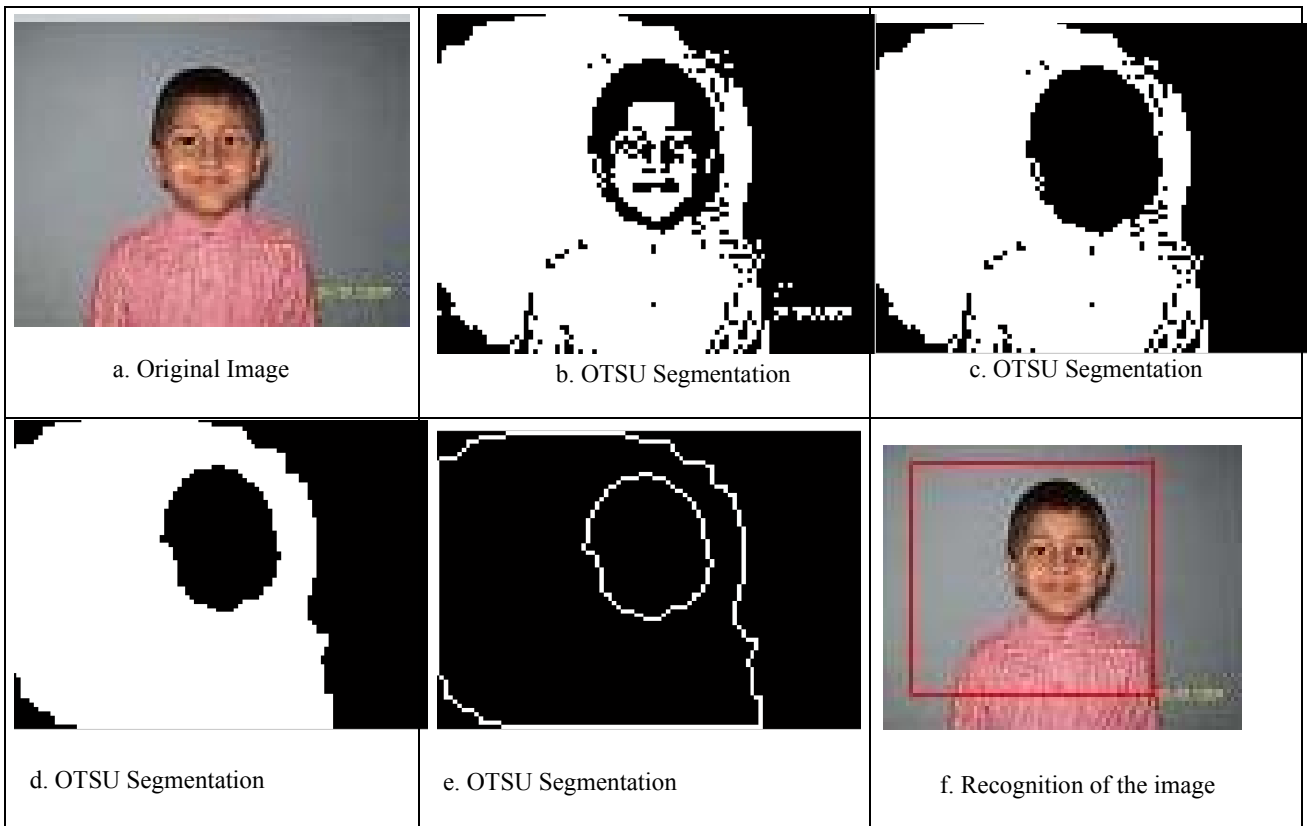 a. Original Image
b. OTSU Segmentation
c. OTSU Segmentation
d. OTSU Segmentation
e. OTSU Segmentation
f. Recognition of the image